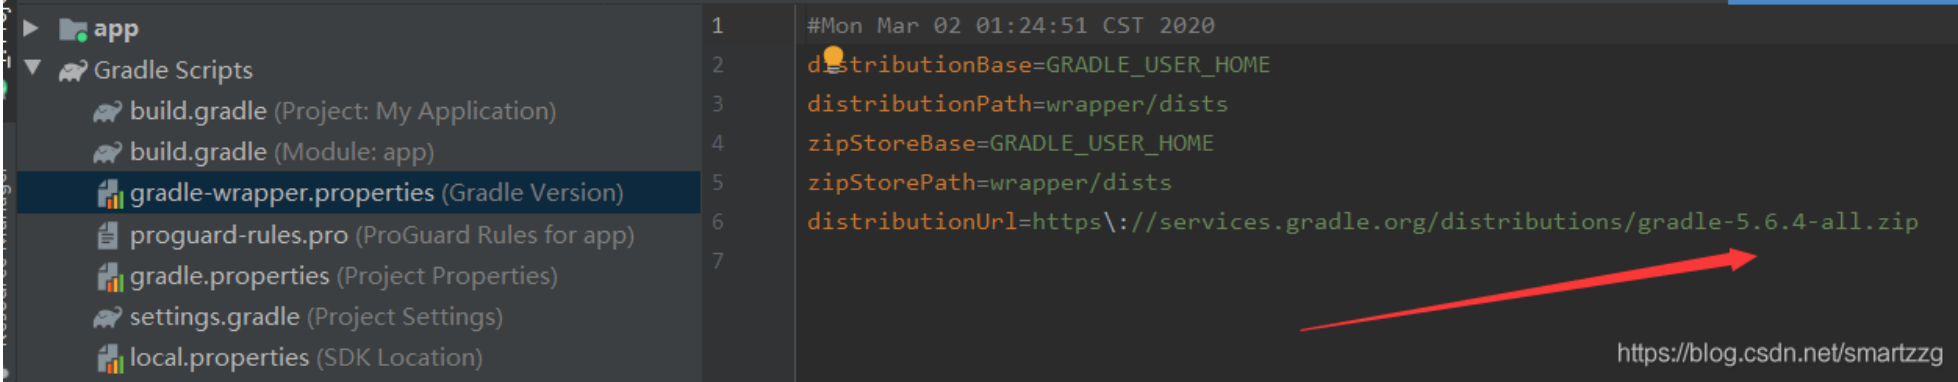 app
Gradle Scripts
build.gradle (Project: My Application)
build.gradle (Module: app)
gradle-wrapper.properties (Gradle Version)
proguard-rules.pro (ProGuard Rules for app)
gradle.properties (Project Properties)
settings.gradle (Project Settings)
local.properties (SDK Location)
1 #Mon Mar 02 01:24:51 CST 2020
2 distributionBase=GRADLE_USER_HOME
3 distributionPath=wrapper/dists
4 zipStoreBase=GRADLE_USER_HOME
5 zipStorePath=wrapper/dists
6 distributionUrl=https\://services.gradle.org/distributions/gradle-5.6.4-all.zip
7
https://blog.csdn.net/smartzzg